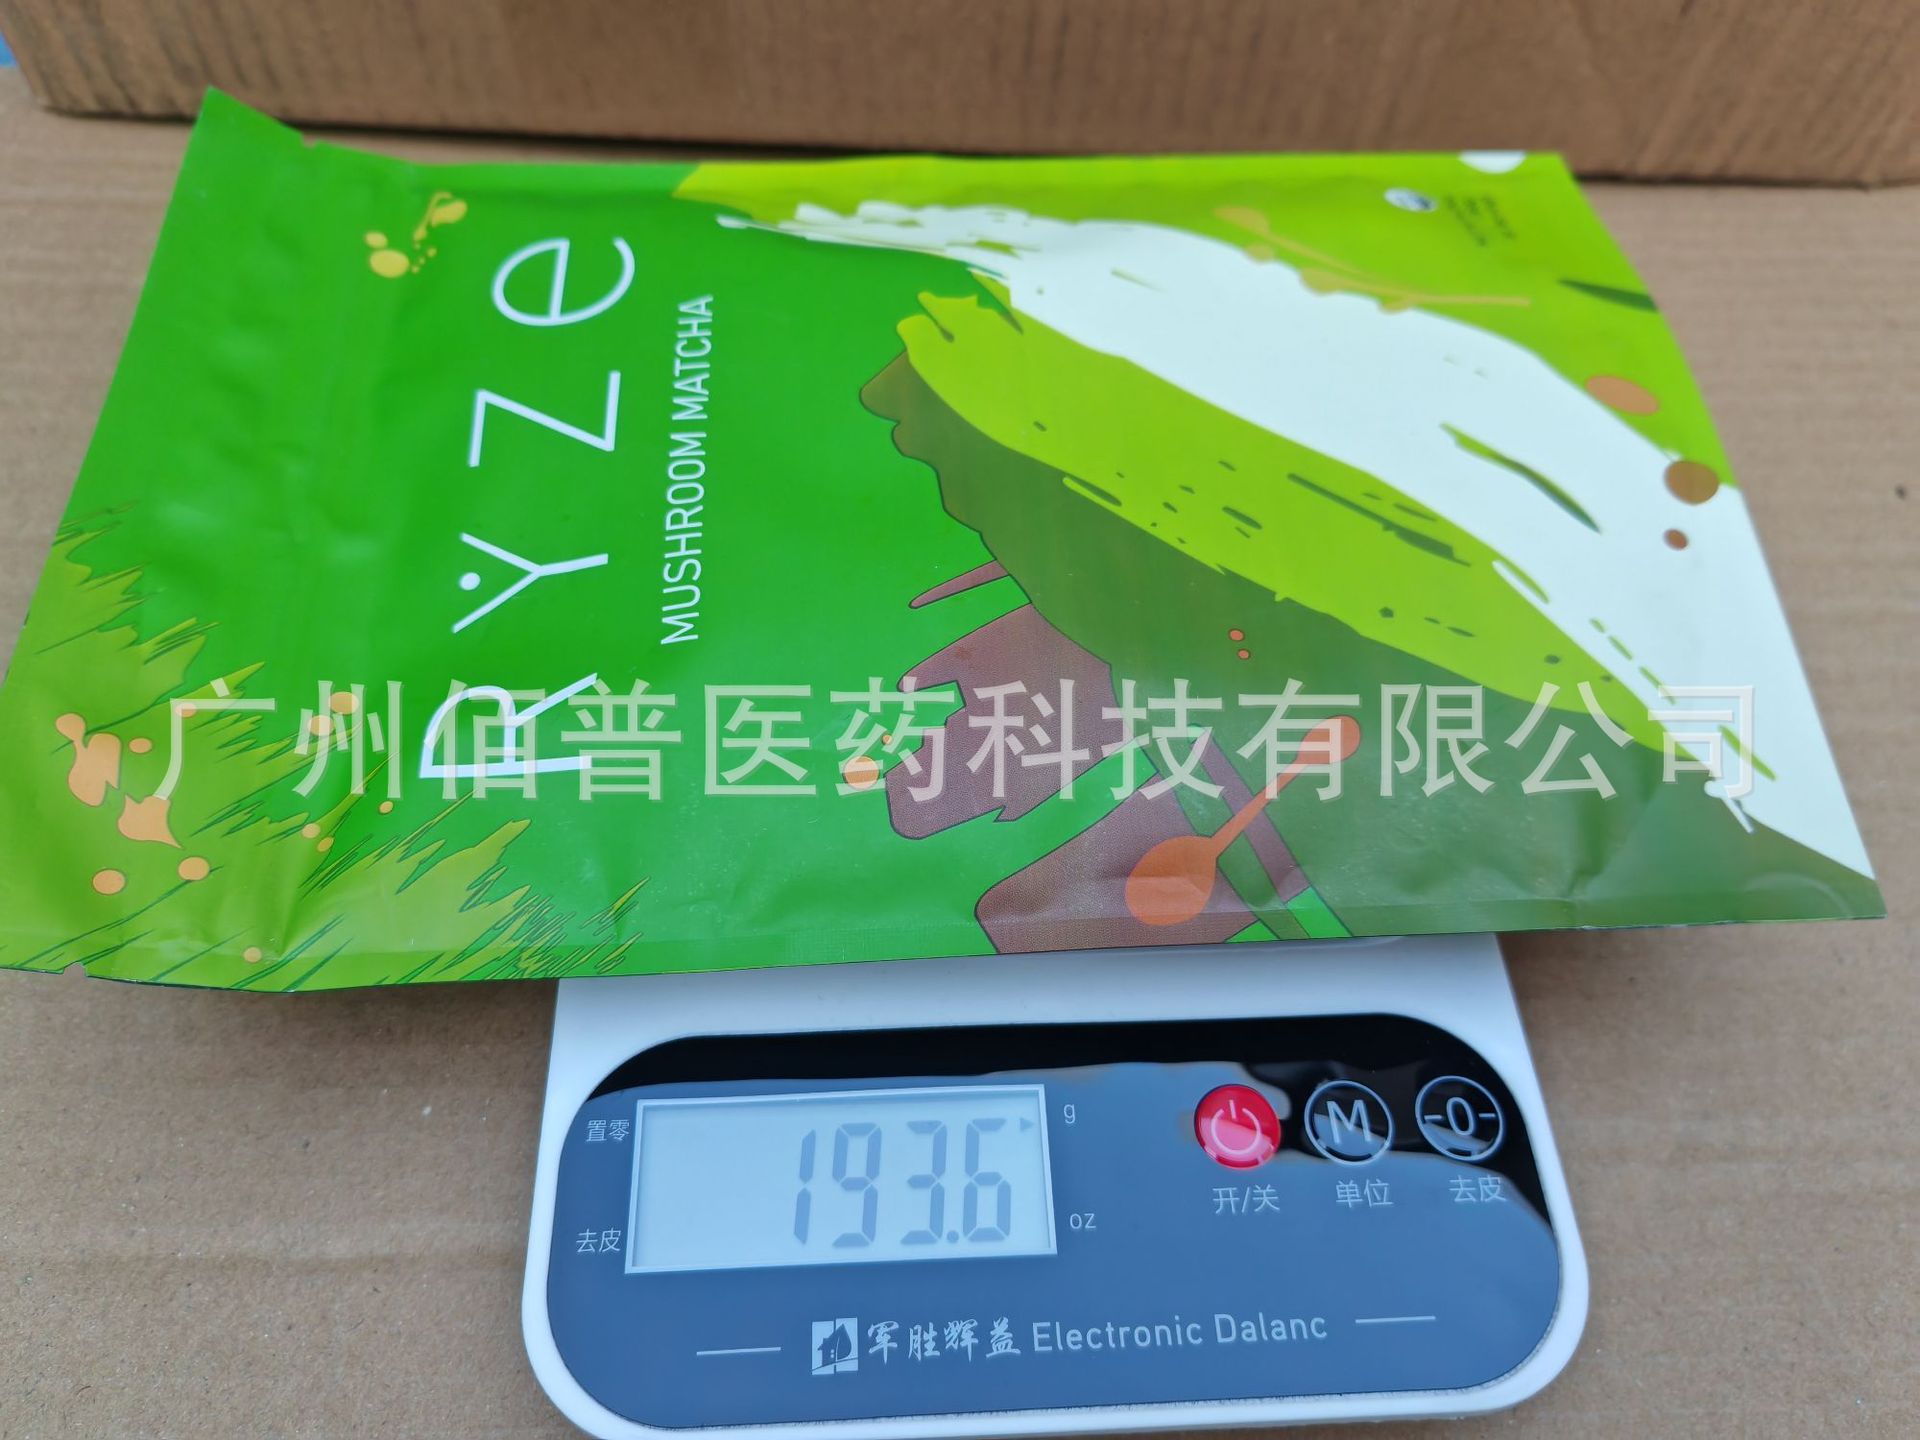 RYZE
MUSHROOM MATCHA
广州佰普医药科技有限公司
置零
去皮
193.6
g
oz
M
-0-
开/关
单位
去皮
军胜辉益 Electronic Dalanc